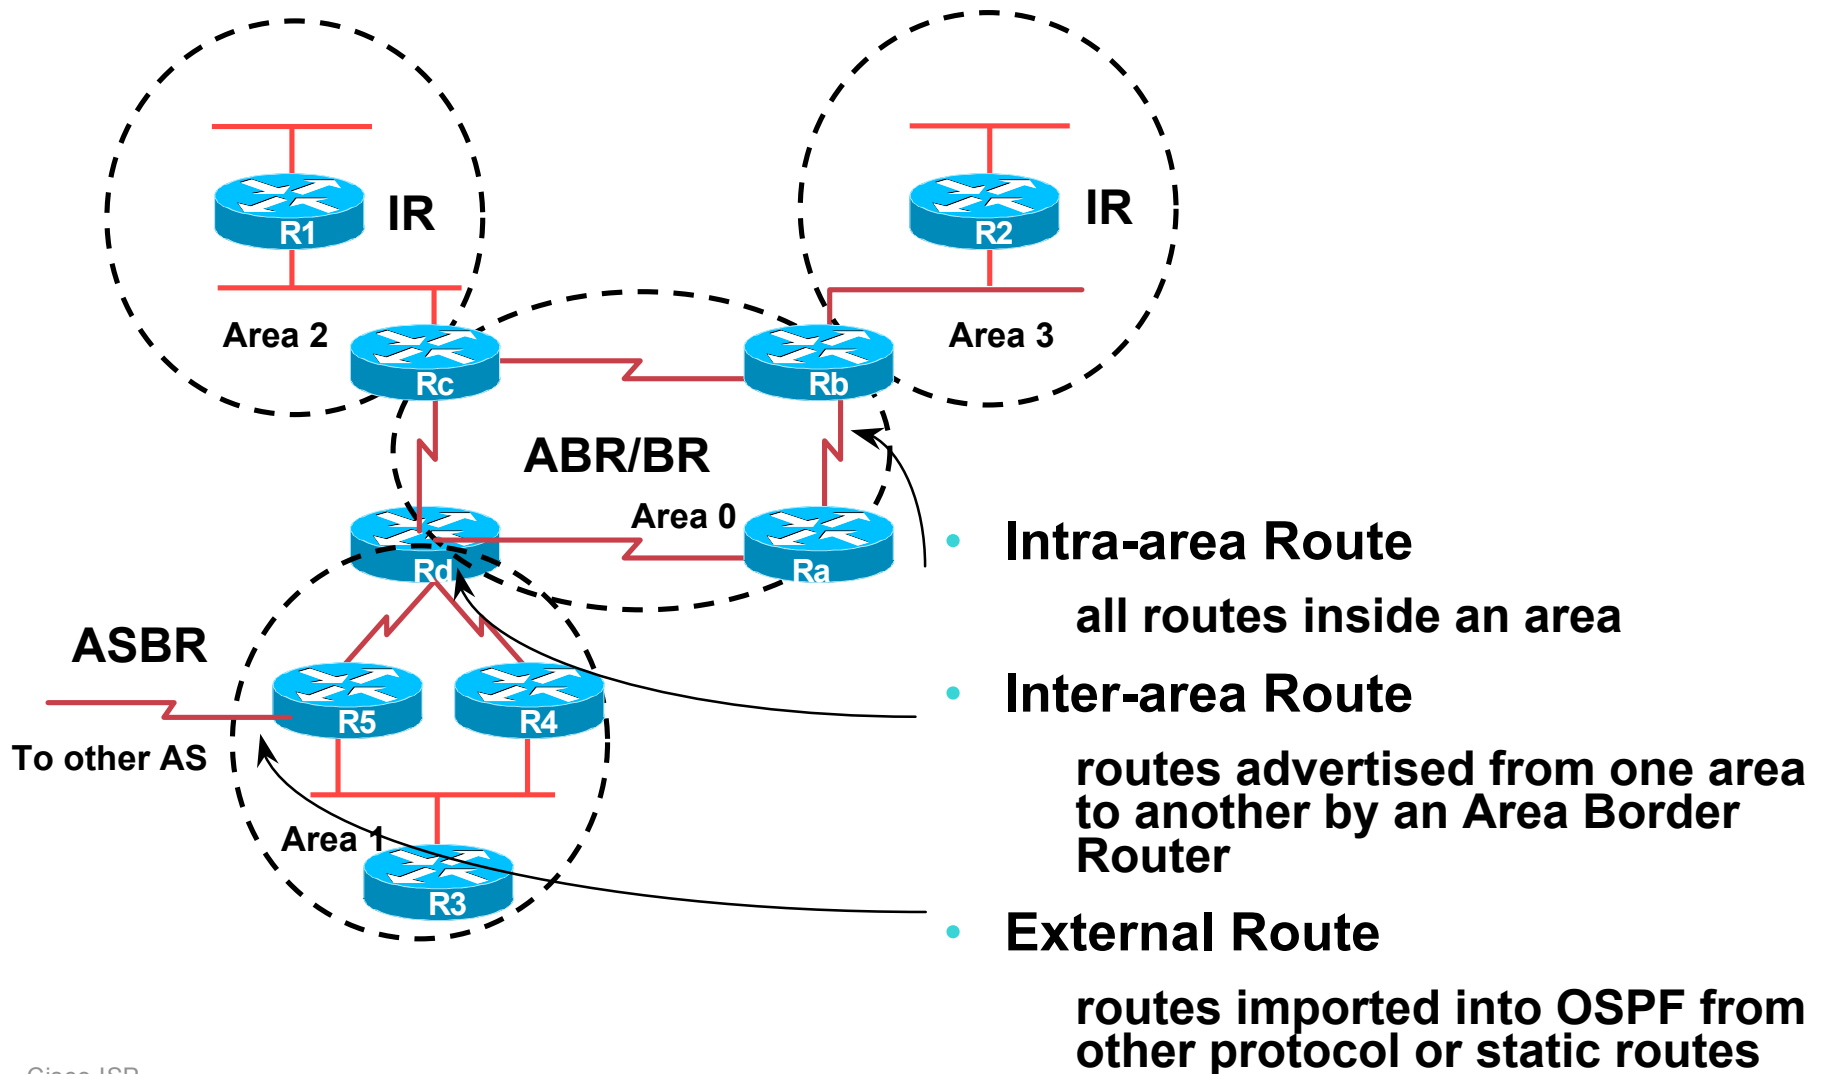 IR
R1
Area 2
IR
R2
Area 3
Rc
Rb
ABR/BR
Area 0
Rd
Ra
ASBR
To other AS
R5
R4
Area 1
R3
• Intra-area Route
all routes inside an area
• Inter-area Route
routes advertised from one area
to another by an Area Border
Router
• External Route
routes imported into OSPF from
other protocol or static routes
Cisco ISP